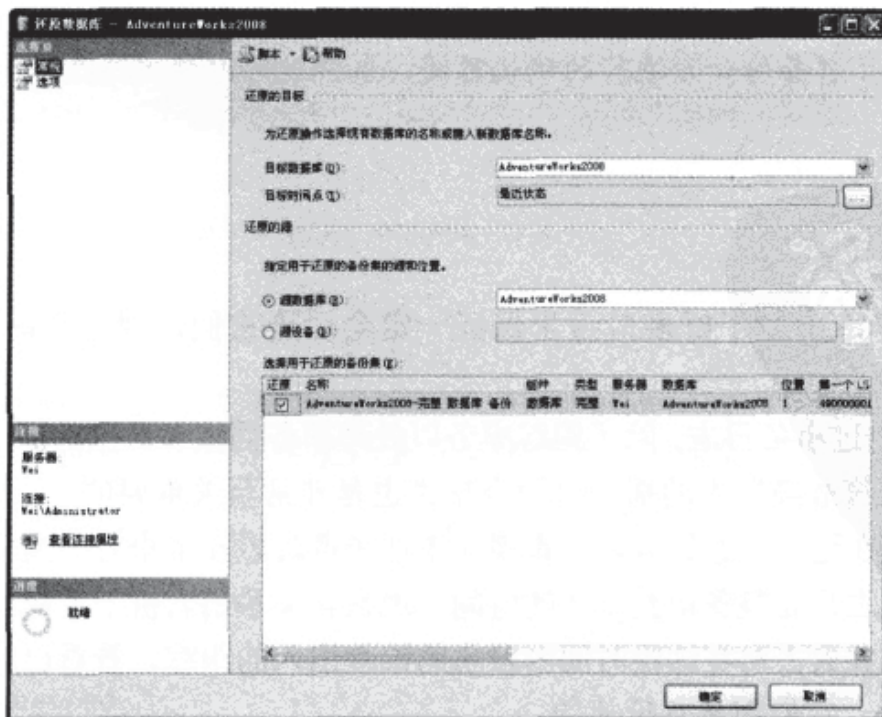 还原数据库 - AdventureWorks2008
选择页
常规
选项
脚本 帮助
还原的目标
为还原操作选择现有数据库的名称或键入新数据库名称。
目标数据库(O): AdventureWorks2008
目标时间点(T): 最近状态 ...
还原的源
指定用于还原的备份集的源和位置。
源数据库(R): AdventureWorks2008
源设备(D):
选择用于还原的备份集(E):
还原 名称 组件 类型 服务器 数据库 位置 第一个 LS
AdventureWorks2008-完整 数据库 备份 数据库 完整 Wei AdventureWorks2008 1
连接
服务器:
Wei
连接:
Wei\Administrator
查看连接属性
进度
就绪
确定 取消